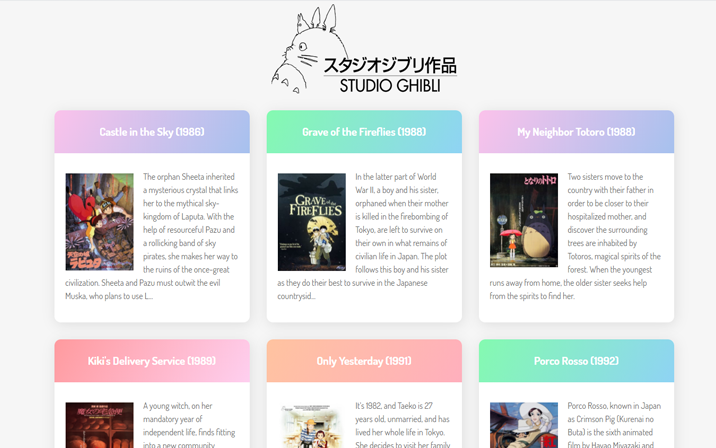 スタジオジブリ作品
STUDIO GHIBLI
Castle in the Sky (1986)
The orphan Sheeta inherited
a mysterious crystal that links
her to the mythical sky-
kingdom of Laputa. With the
help of resourceful Pazu and
a rollicking band of sky
pirates, she makes her way to
the ruins of the once-great
civilization. Sheeta and Pazu must outwit the evil
Muska, who plans to use L...
Grave of the Fireflies (1988)
GRAVE OF THE
FIREFLIES
In the latter part of World
War II, a boy and his sister,
orphaned when their mother
is killed in the firebombing of
Tokyo, are left to survive on
their own in what remains of
civilian life in Japan. The plot
follows this boy and his sister
as they do their best to survive in the Japanese
countrysid...
My Neighbor Totoro (1988)
となりのトトロ
Two sisters move to the
country with their father in
order to be closer to their
hospitalized mother, and
discover the surrounding
trees are inhabited by
Totoros, magical spirits of the
forest. When the youngest
runs away from home, the older sister seeks help
from the spirits to find her.
Kiki's Delivery Service (1989)
A young witch, on her
mandatory year of
independent life, finds fitting
into a new community
Only Yesterday (1991)
It's 1982, and Taeko is 27
years old, unmarried, and has
lived her whole life in Tokyo.
She decides to visit her family
Porco Rosso (1992)
Porco Rosso, known in Japan
as Crimson Pig (Kurenai no
Buta) is the sixth animated
film by Hayao Miyazaki and